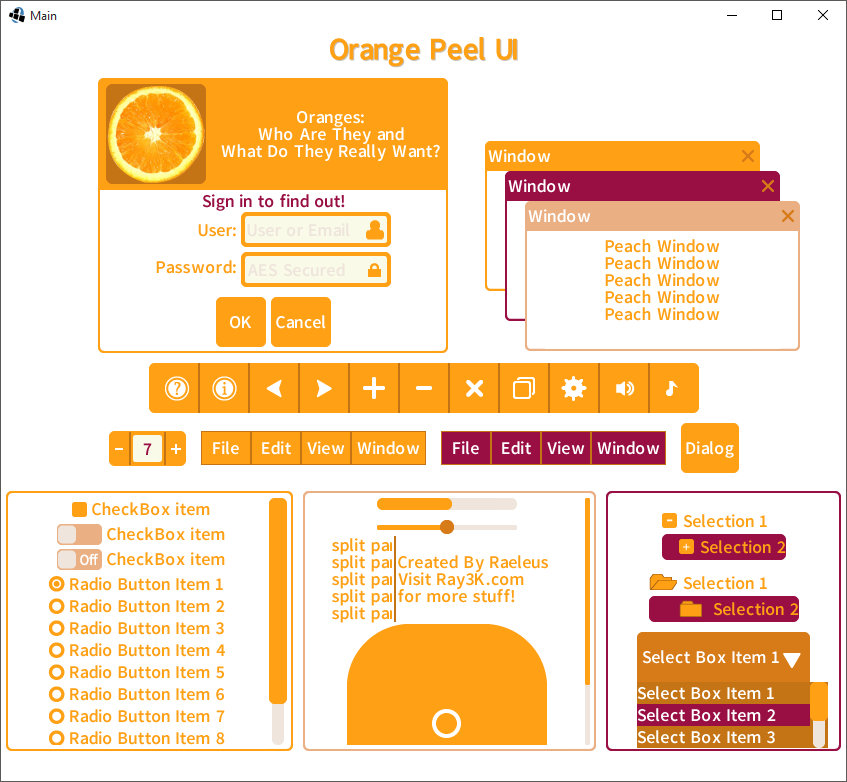 Main
Orange Peel UI
Oranges:
Who Are They and
What Do They Really Want?
Sign in to find out!
User: User or Email
Password: AES Secured
OK Cancel
Window
Window
Window
Peach Window
Peach Window
Peach Window
Peach Window
Peach Window
- 7 +
File Edit View Window
File Edit View Window
Dialog
CheckBox item
CheckBox item
Off CheckBox item
Radio Button Item 1
Radio Button Item 2
Radio Button Item 3
Radio Button Item 4
Radio Button Item 5
Radio Button Item 6
Radio Button Item 7
Radio Button Item 8
split pa
split pa
split pa
split pa
split pa
Created By Raeleus
Visit Ray3K.com
for more stuff!
Selection 1
Selection 2
Selection 1
Selection 2
Select Box Item 1
Select Box Item 1
Select Box Item 2
Select Box Item 3